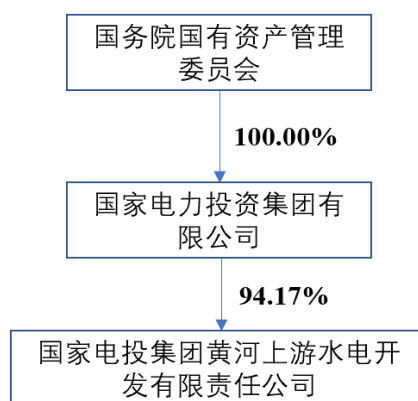 国务院国有资产管理
委员会
100.00%
国家电力投资集团有
限公司
94.17%
国家电投集团黄河上游水电开
发有限责任公司